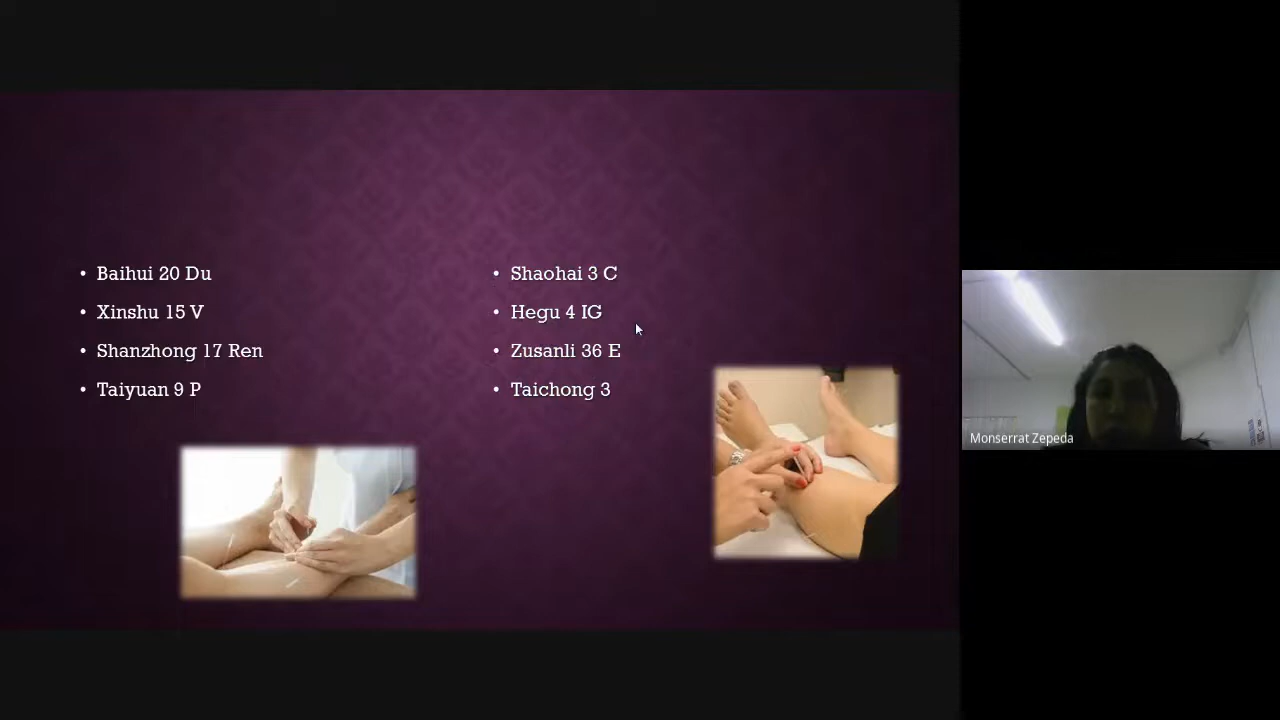 • Baihui 20 Du
• Xinshu 15 V
• Shanzhong 17 Ren
• Taiyuan 9 P
• Shaohai 3 C
• Hegu 4 IG
• Zusanli 36 E
• Taichong 3
Monserrat Zepeda